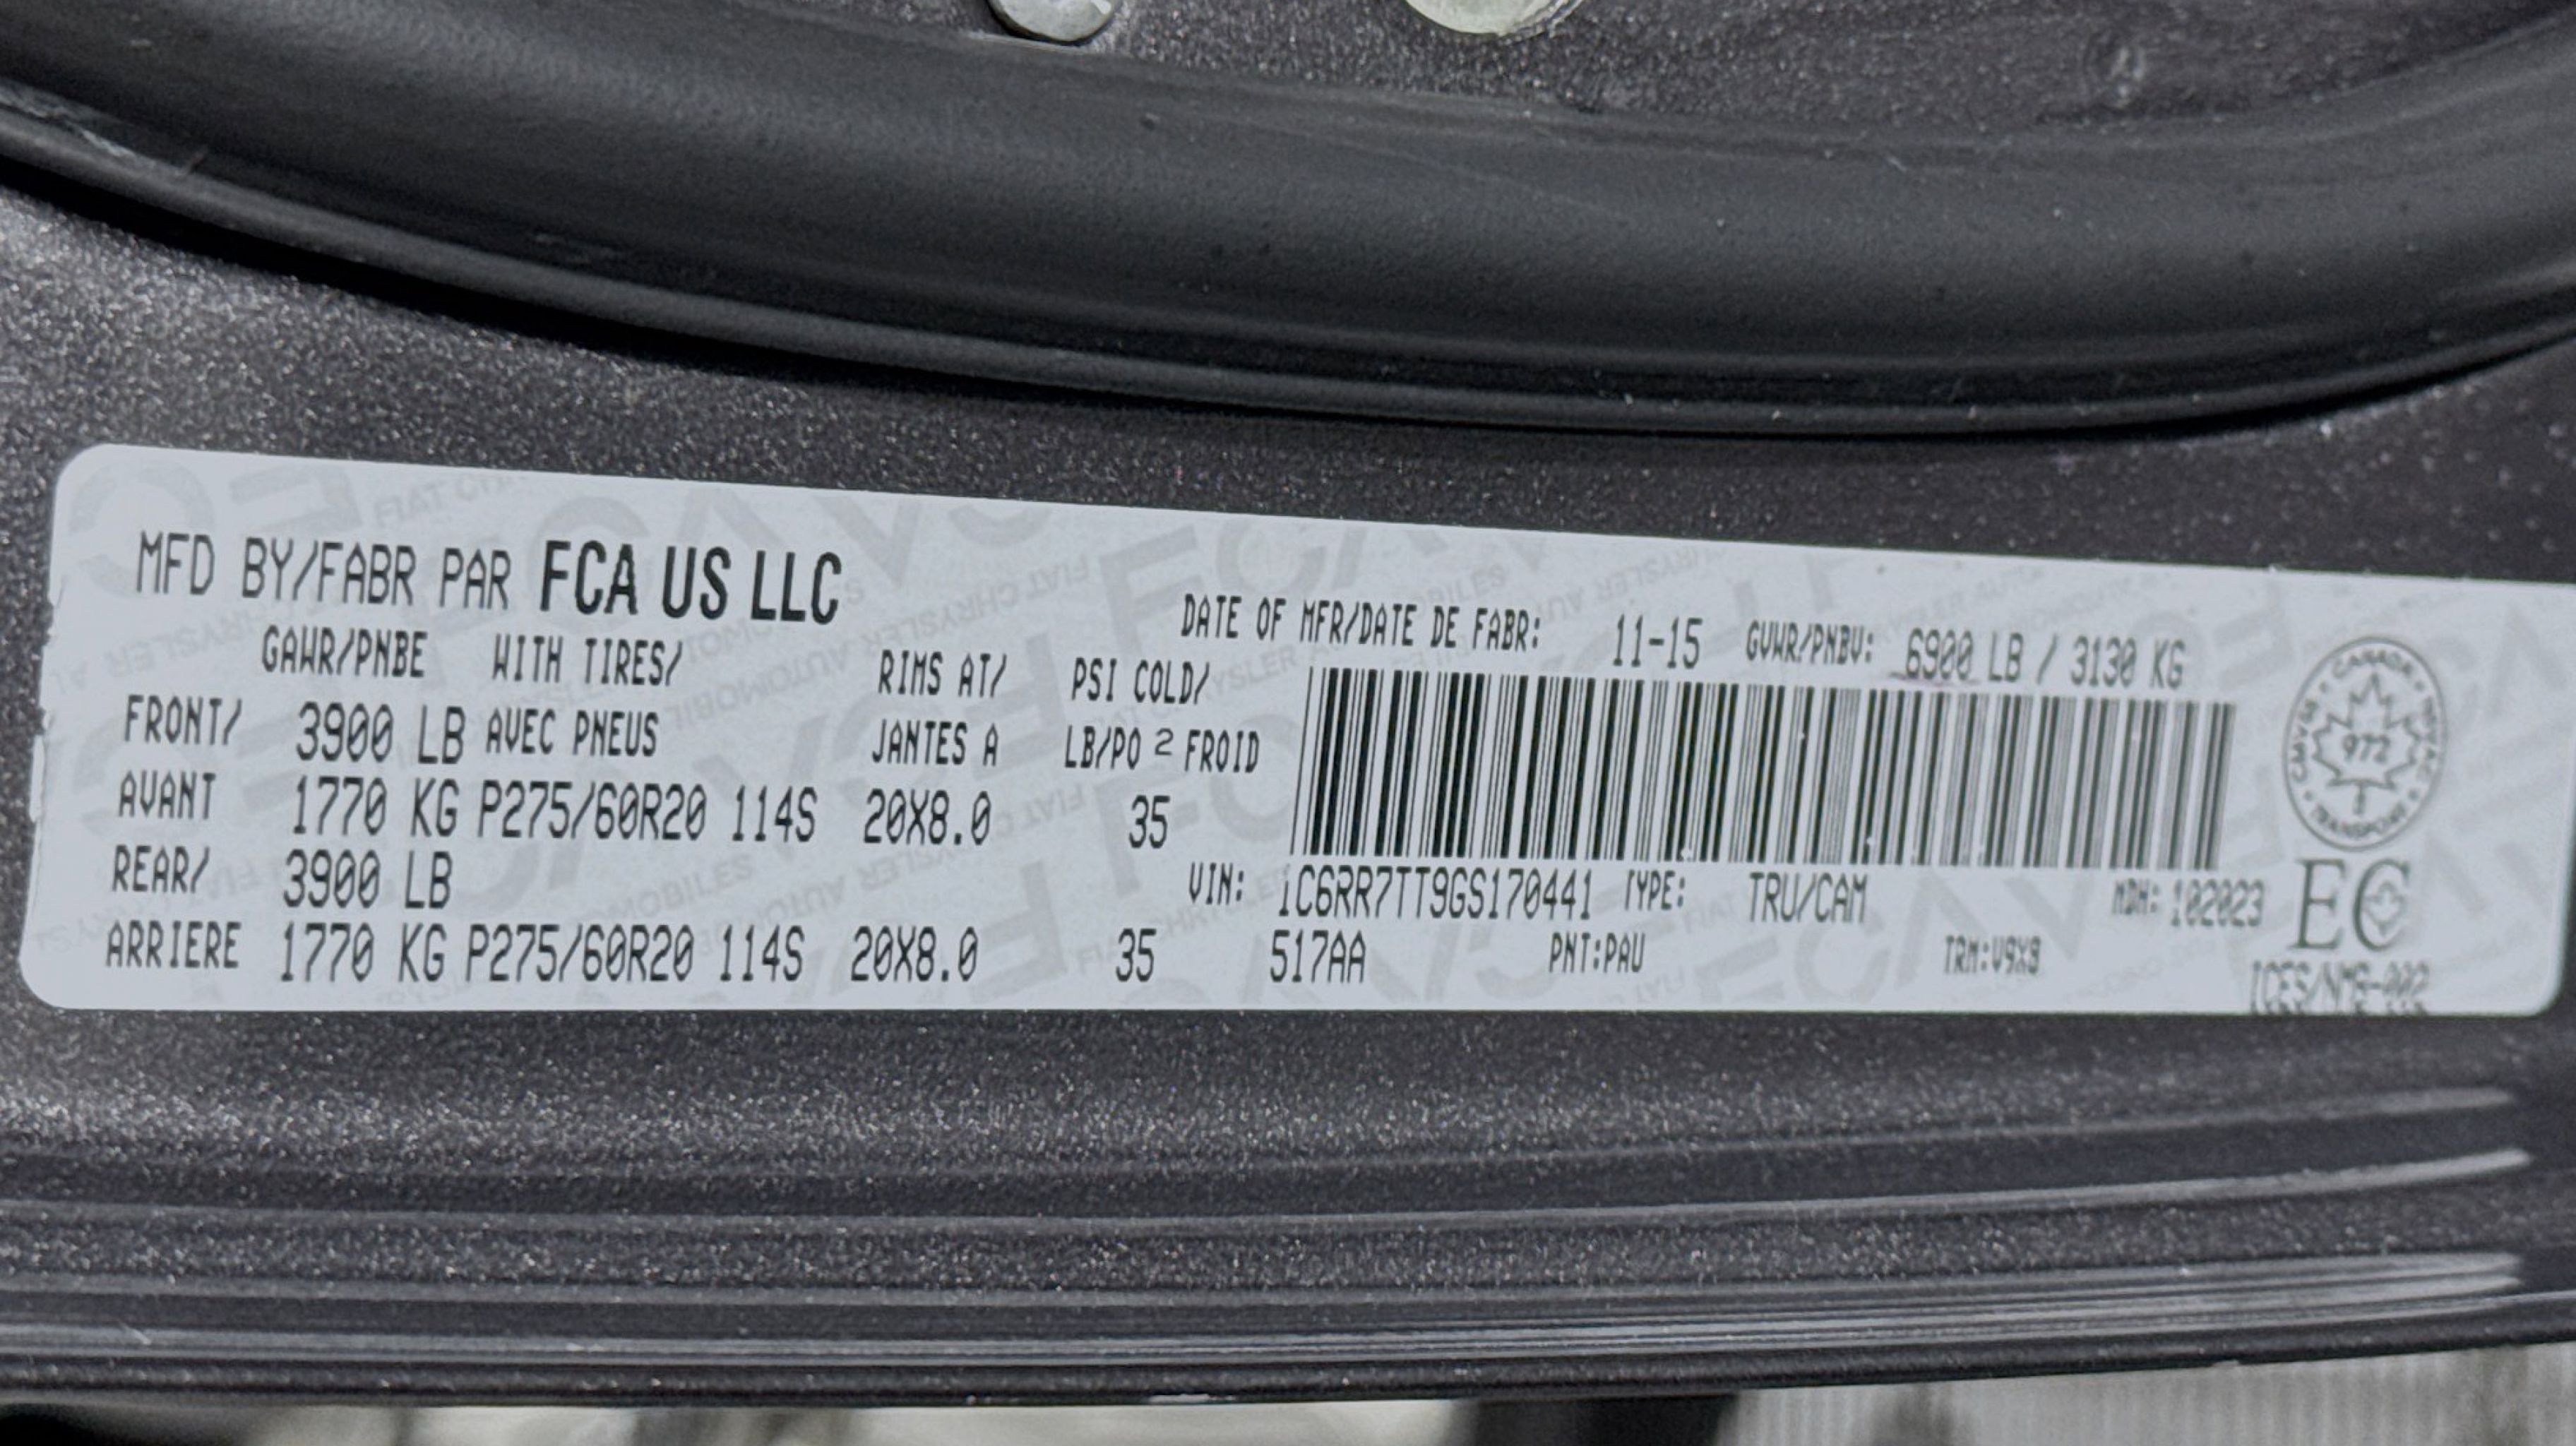 MFD BY/FABR PAR FCA US LLC
GAWR/PNBE WITH TIRES/ RIMS AT/ PSI COLD/
FRONT/ 3900 LB AVEC PNEUS JANTES A LB/PO 2 FROID
AVANT 1770 KG P275/60R20 114S 20X8.0 35
REAR/ 3900 LB
ARRIERE 1770 KG P275/60R20 114S 20X8.0 35
DATE OF MFR/DATE DE FABR: 11-15 GVWR/PNBV: 6900 LB / 3130 KG
VIN: 1C6RR7TT9GS170441 TYPE: TRU/CAM MDH: 102023
517AA PNT:PAU TRM:V9X9
CANADA
972
TRANSPORT
EC